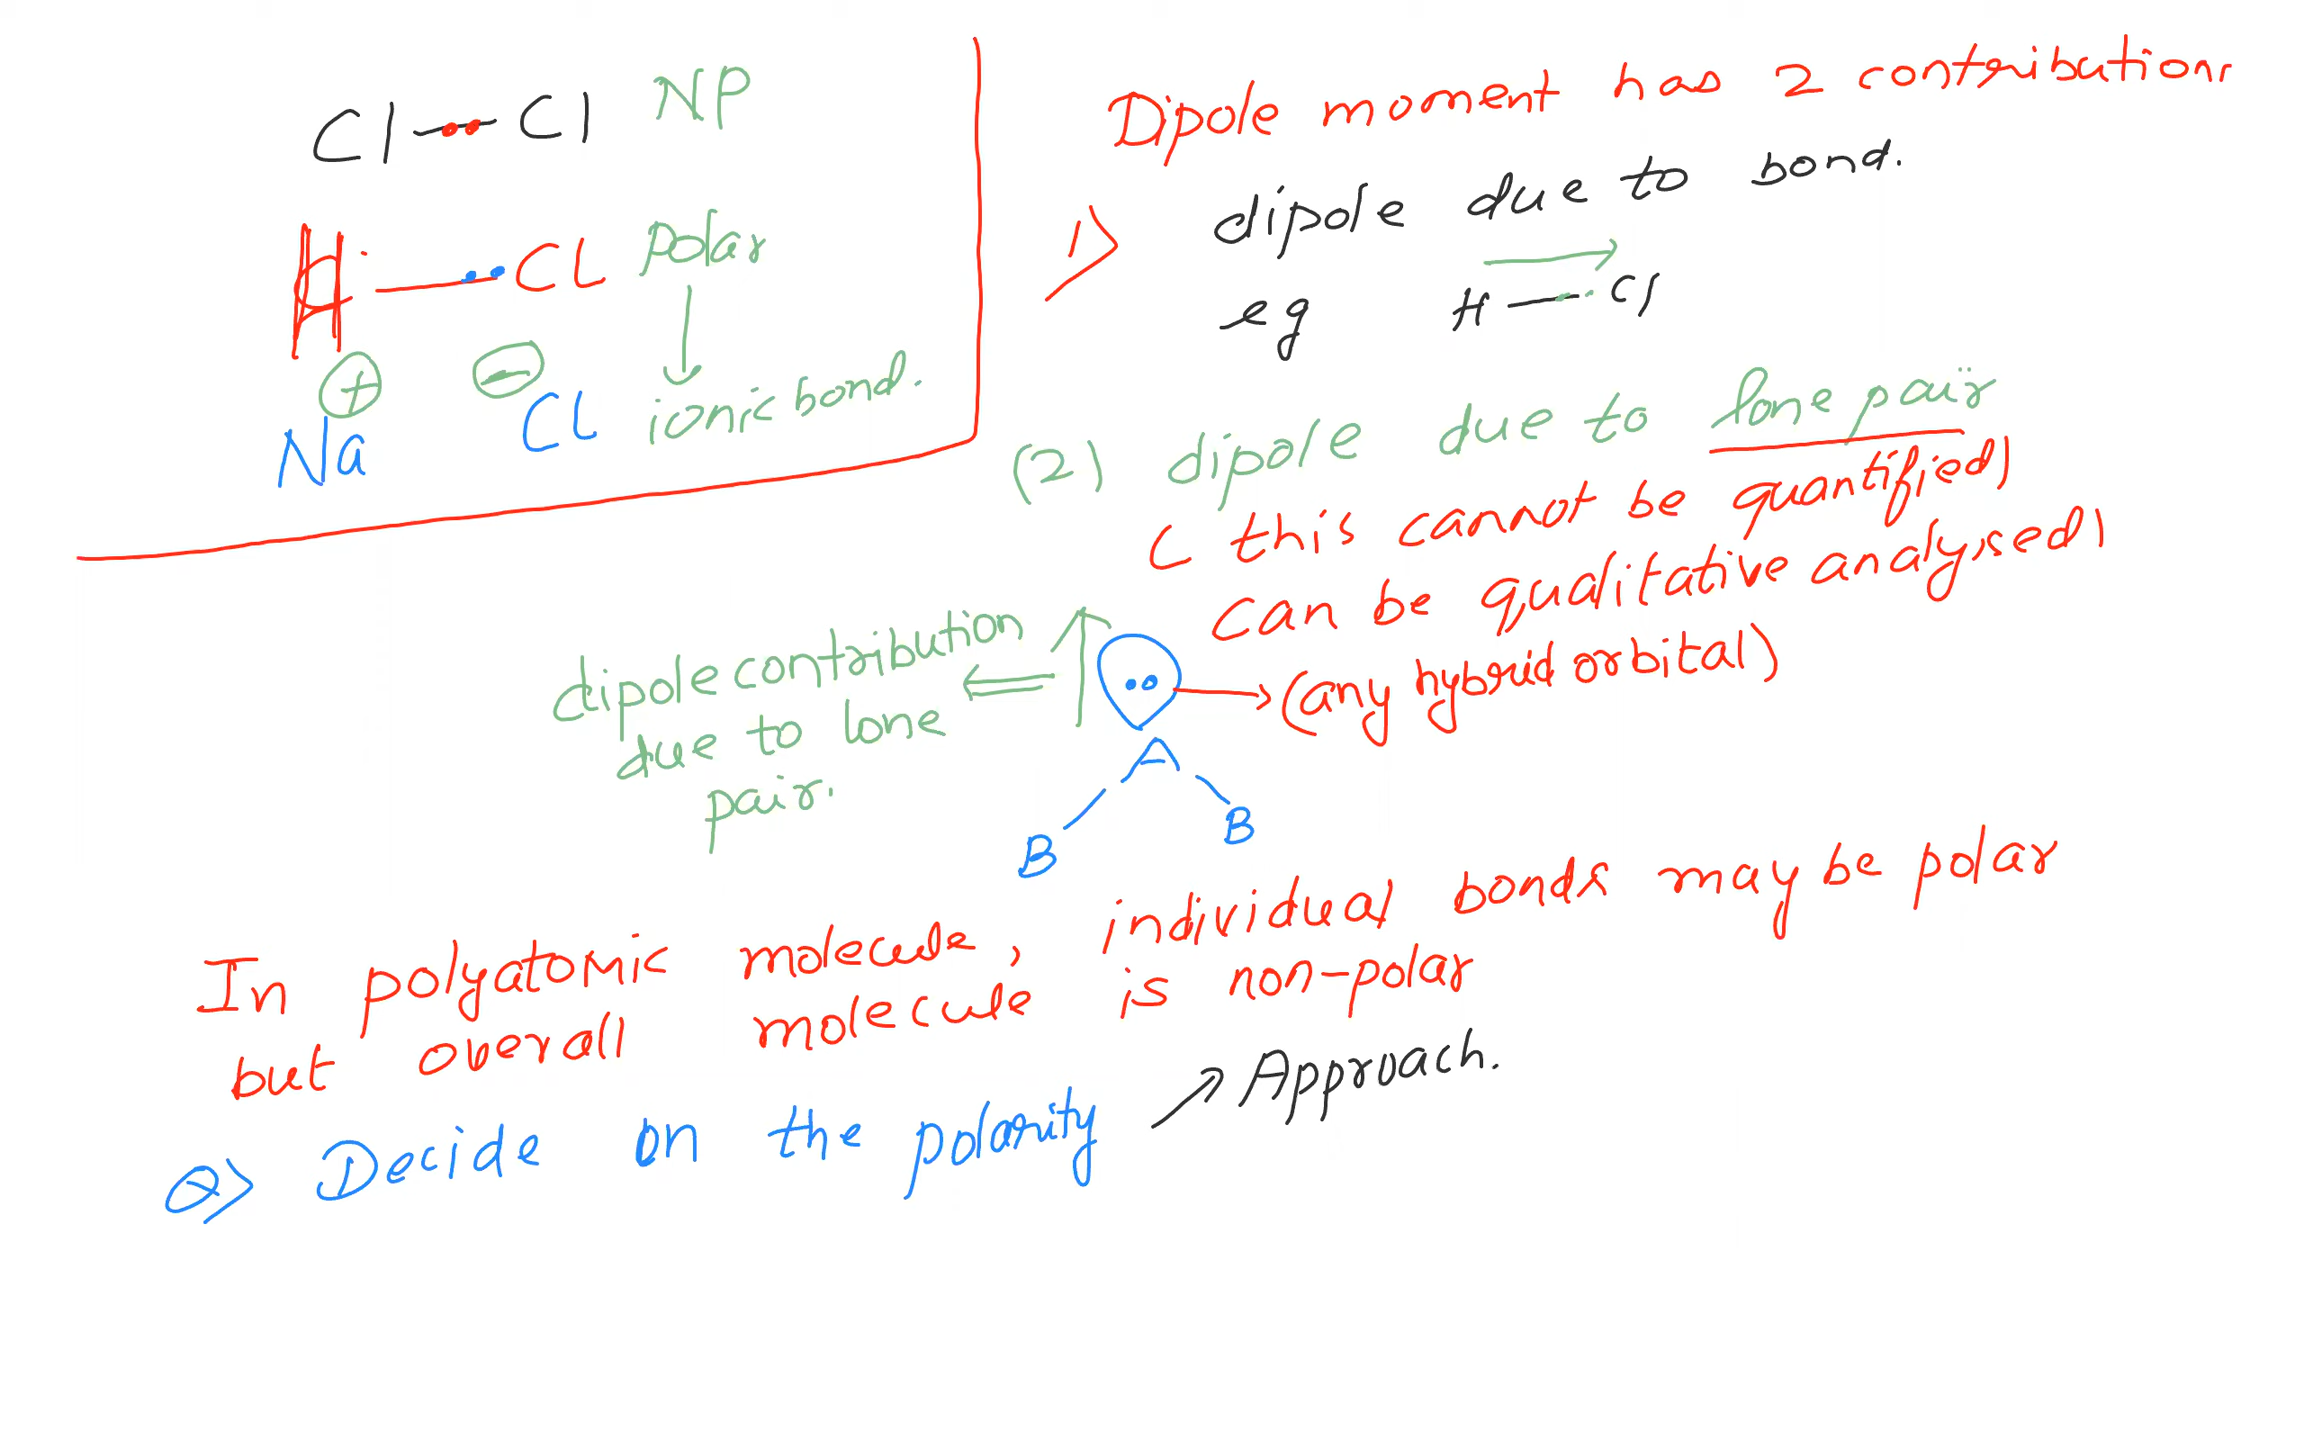 Cl—Cl NP
H—CL polar
+ −
Na CL ionic bond.
Dipole moment has 2 contributions
1) dipole due to bond.
eg H—Cl
(2) dipole due to lone pair
( this cannot be quantified)
can be qualitative analysed)
(any hybrid orbital)
dipole contribution
due to lone
pair.
A
B B
In polyatomic molecule, individual bonds may be polar
but overall molecule is non-polar
Q) Decide on the polarity Approach.